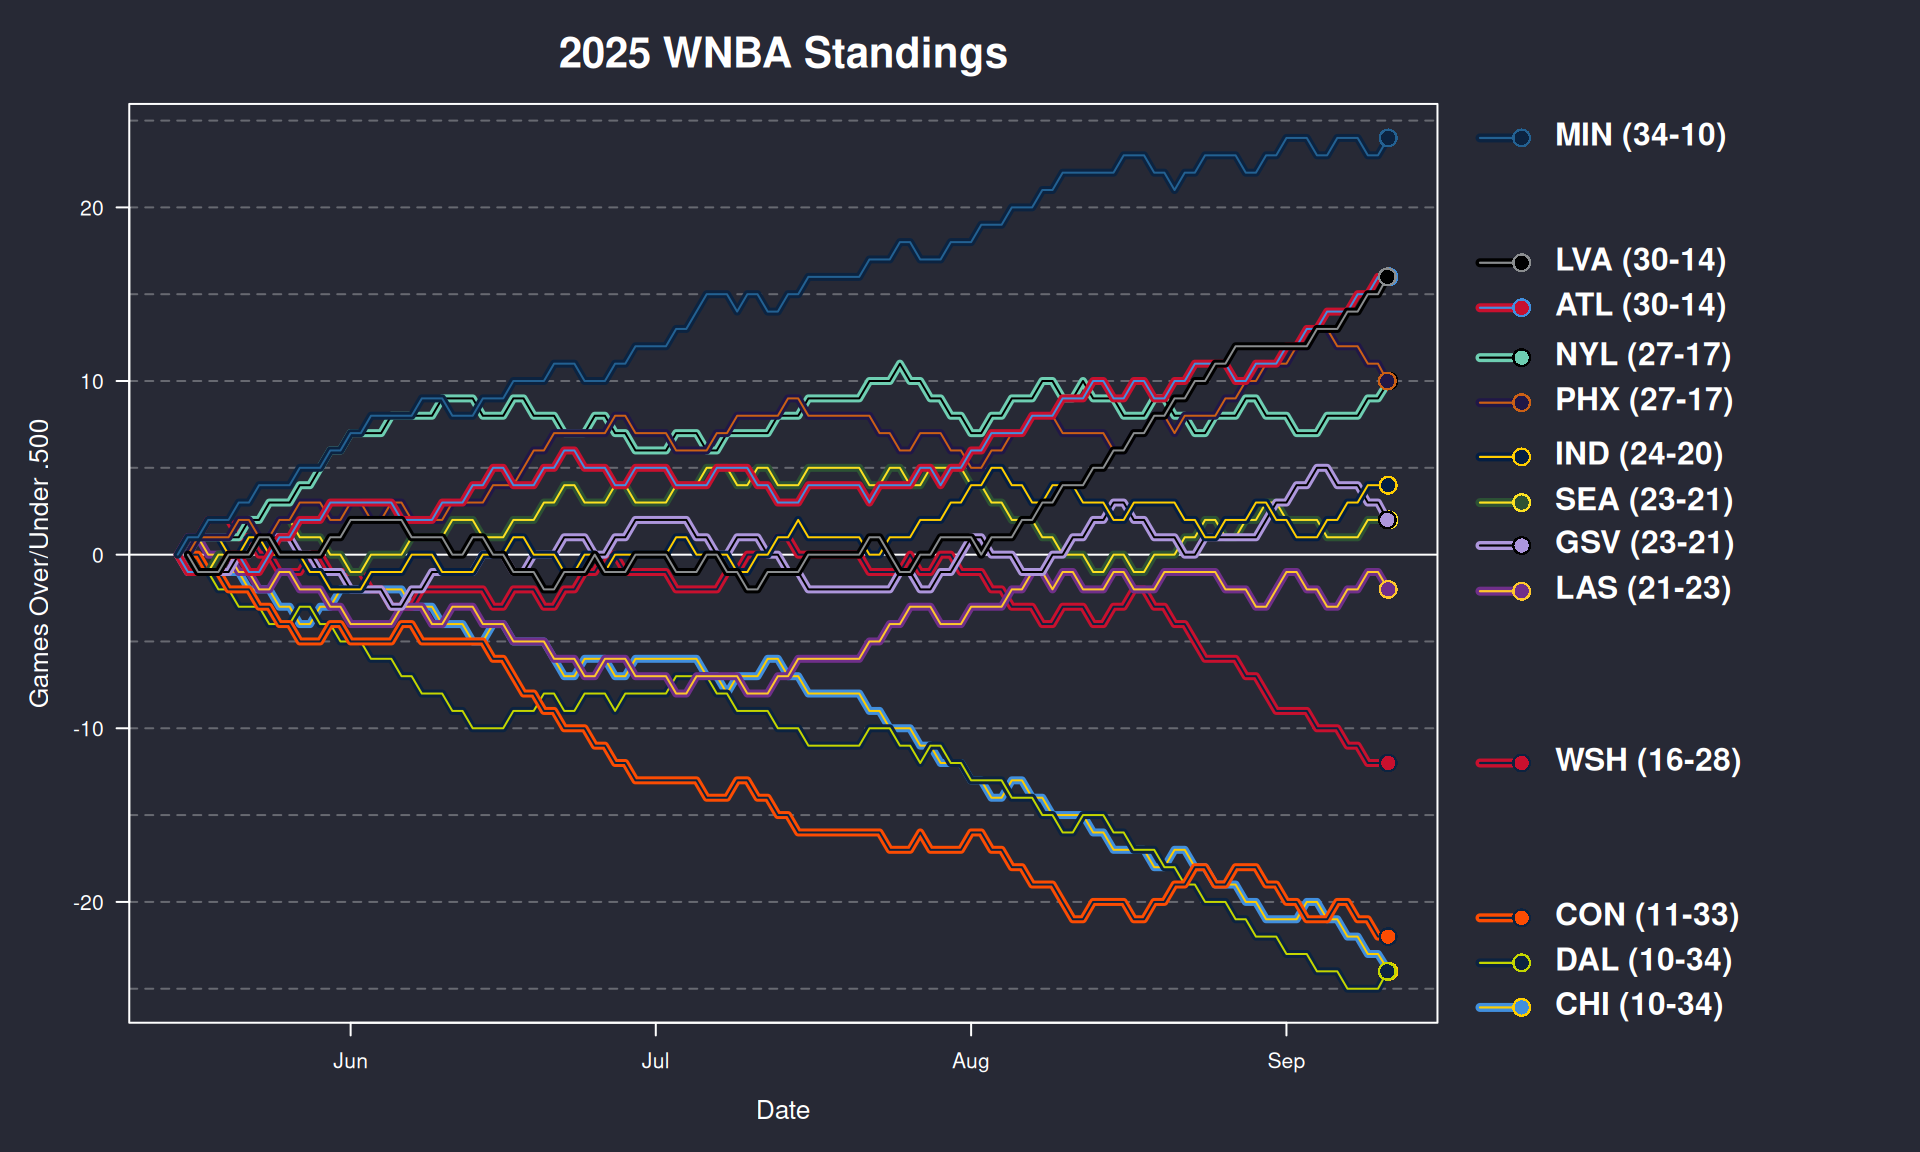 2025 WNBA Standings
Games Over/Under .500
20
10
0
-10
-20
Jun
Jul
Aug
Sep
Date
MIN (34-10)
LVA (30-14)
ATL (30-14)
NYL (27-17)
PHX (27-17)
IND (24-20)
SEA (23-21)
GSV (23-21)
LAS (21-23)
WSH (16-28)
CON (11-33)
DAL (10-34)
CHI (10-34)